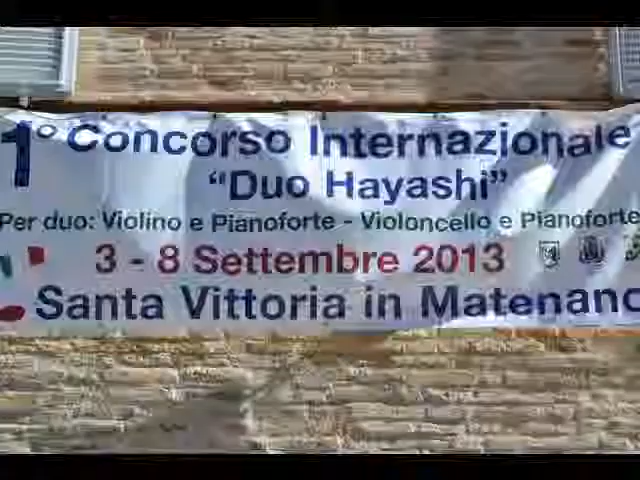 1° Concorso Internazionale
"Duo Hayashi"
Per duo: Violino e Pianoforte - Violoncello e Pianoforte
3 - 8 Settembre 2013
Santa Vittoria in Matenano